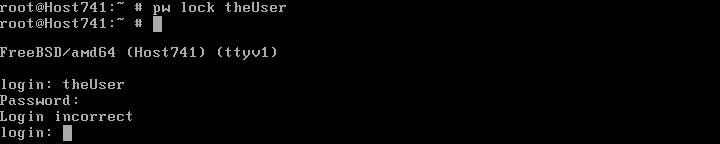 root@Host741:~ # pw lock theUser
root@Host741:~ #
FreeBSD/amd64 (Host741) (ttyv1)
login: theUser
Password:
Login incorrect
login: